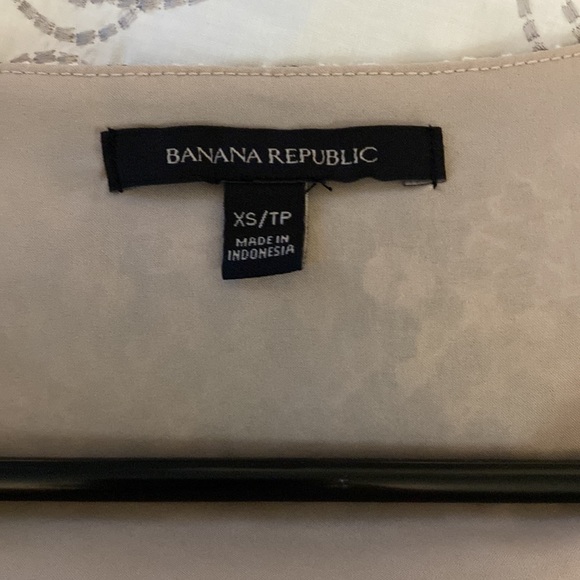 BANANA REPUBLIC
XS/TP
MADE IN
INDONESIA